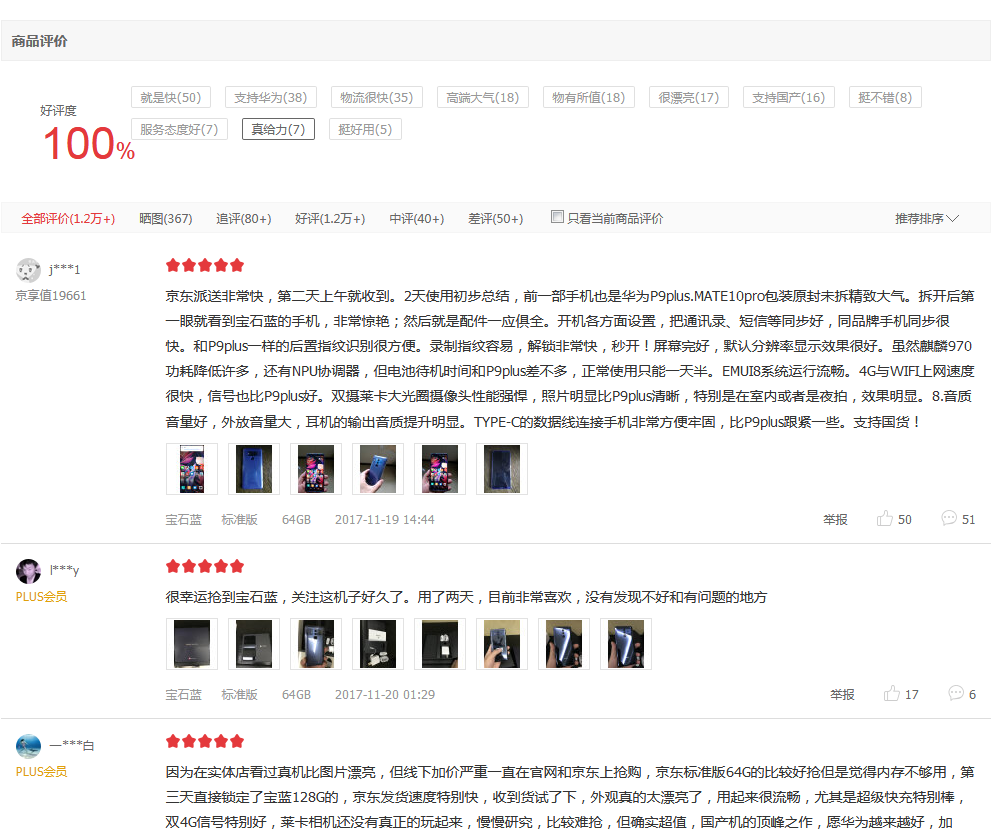 商品评价
好评度
100%
就是快(50) 支持华为(38) 物流很快(35) 高端大气(18) 物有所值(18) 很漂亮(17) 支持国产(16) 挺不错(8)
服务态度好(7) 真给力(7) 挺好用(5)
全部评价(1.2万+) 晒图(367) 追评(80+) 好评(1.2万+) 中评(40+) 差评(50+) 只看当前商品评价 推荐排序
j***1
京享值19661
京东派送非常快，第二天上午就收到。2天使用初步总结，前一部手机也是华为P9plus.MATE10pro包装原封未拆精致大气。拆开后第
一眼就看到宝石蓝的手机，非常惊艳；然后就是配件一应俱全。开机各方面设置，把通讯录、短信等同步好，同品牌手机同步很
快。和P9plus一样的后置指纹识别很方便。录制指纹容易，解锁非常快，秒开！屏幕完好，默认分辨率显示效果很好。虽然麒麟970
功耗降低许多，还有NPU协调器，但电池待机时间和P9plus差不多，正常使用只能一天半。EMUI8系统运行流畅。4G与WIFI上网速度
很快，信号也比P9plus好。双摄莱卡大光圈摄像头性能强悍，照片明显比P9plus清晰，特别是在室内或者是夜拍，效果明显。8.音质
音量好，外放音量大，耳机的输出音质提升明显。TYPE-C的数据线连接手机非常方便牢固，比P9plus跟紧一些。支持国货！
宝石蓝 标准版 64GB 2017-11-19 14:44 举报 50 51
l***y
PLUS会员
很幸运抢到宝石蓝，关注这机子好久了。用了两天，目前非常喜欢，没有发现不好和有问题的地方
宝石蓝 标准版 64GB 2017-11-20 01:29 举报 17 6
一***白
PLUS会员
因为在实体店看过真机比图片漂亮，但线下加价严重一直在官网和京东上抢购，京东标准版64G的比较好抢但是觉得内存不够用，第
三天直接锁定了宝蓝128G的，京东发货速度特别快，收到货试了下，外观真的太漂亮了，用起来很流畅，尤其是超级快充特别棒，
双4G信号特别好，莱卡相机还没有真正的玩起来，慢慢研究，比较难抢，但确实超值，国产机的顶峰之作，愿华为越来越好，加